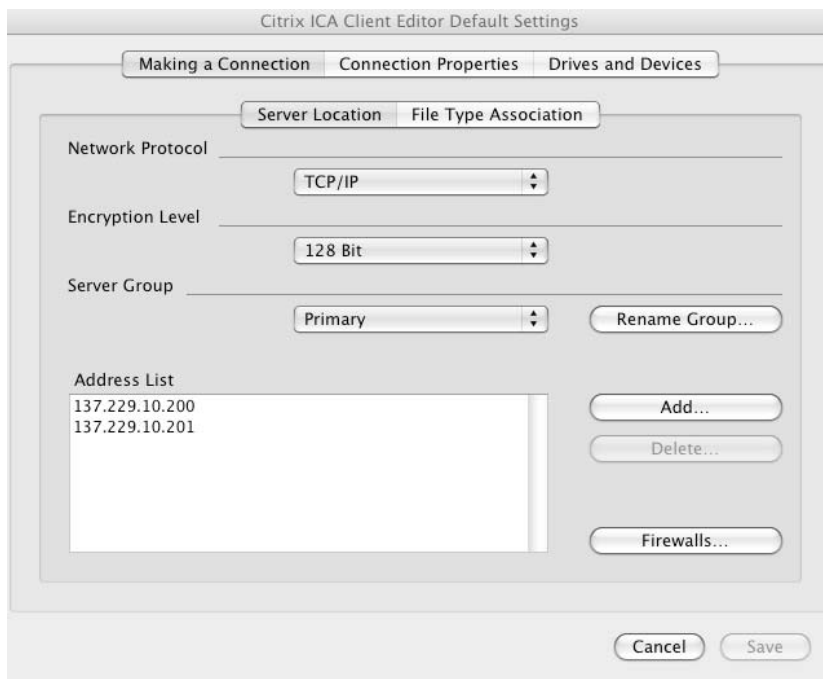 Citrix ICA Client Editor Default Settings
Making a Connection Connection Properties Drives and Devices
Server Location File Type Association
Network Protocol
TCP/IP
Encryption Level
128 Bit
Server Group
Primary Rename Group...
Address List
137.229.10.200
137.229.10.201
Add...
Delete...
Firewalls...
Cancel Save